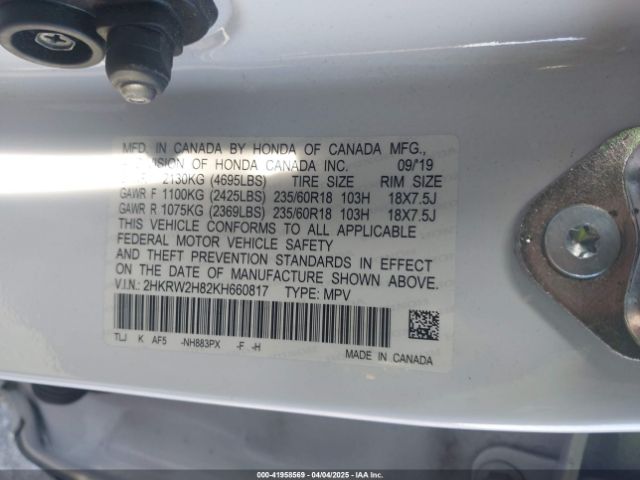 MFD. IN CANADA BY HONDA OF CANADA MFG.,
DIVISION OF HONDA CANADA INC. 09/'19
2130KG (4695LBS) TIRE SIZE RIM SIZE
GAWR F 1100KG (2425LBS) 235/60R18 103H 18X7.5J
GAWR R 1075KG (2369LBS) 235/60R18 103H 18X7.5J
THIS VEHICLE CONFORMS TO ALL APPLICABLE
FEDERAL MOTOR VEHICLE SAFETY
AND THEFT PREVENTION STANDARDS IN EFFECT
ON THE DATE OF MANUFACTURE SHOWN ABOVE.
V.I.N.: 2HKRW2H82KH660817 TYPE: MPV
TLJ K AF5 -NH883PX -F -H
MADE IN CANADA
000-41958569 04/04/2025 IAA Inc.